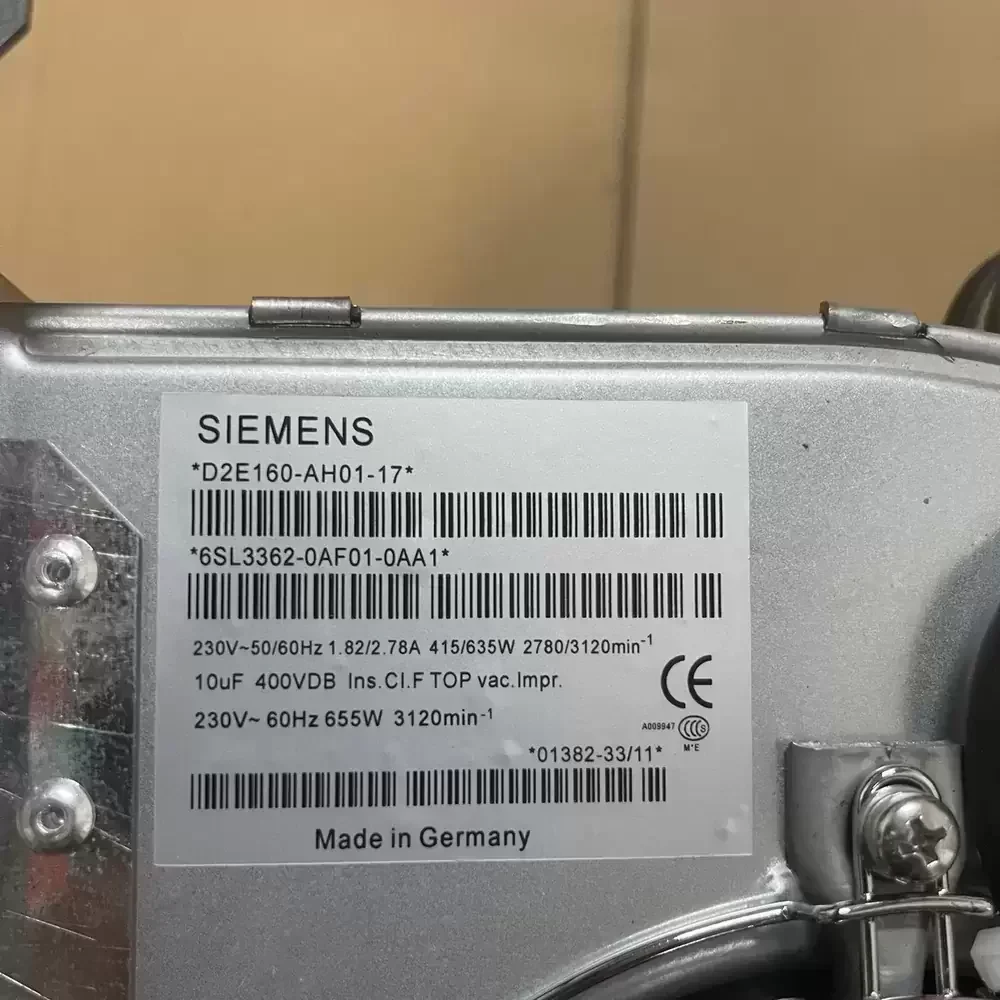 SIEMENS
*D2E160-AH01-17*
*6SL3362-0AF01-0AA1*
230V~50/60Hz 1.82/2.78A 415/635W 2780/3120min-1
10uF 400VDB Ins.Cl.F TOP vac.Impr.
230V~ 60Hz 655W 3120min-1
CE
A009947 CCC S
M*E
*01382-33/11*
Made in Germany